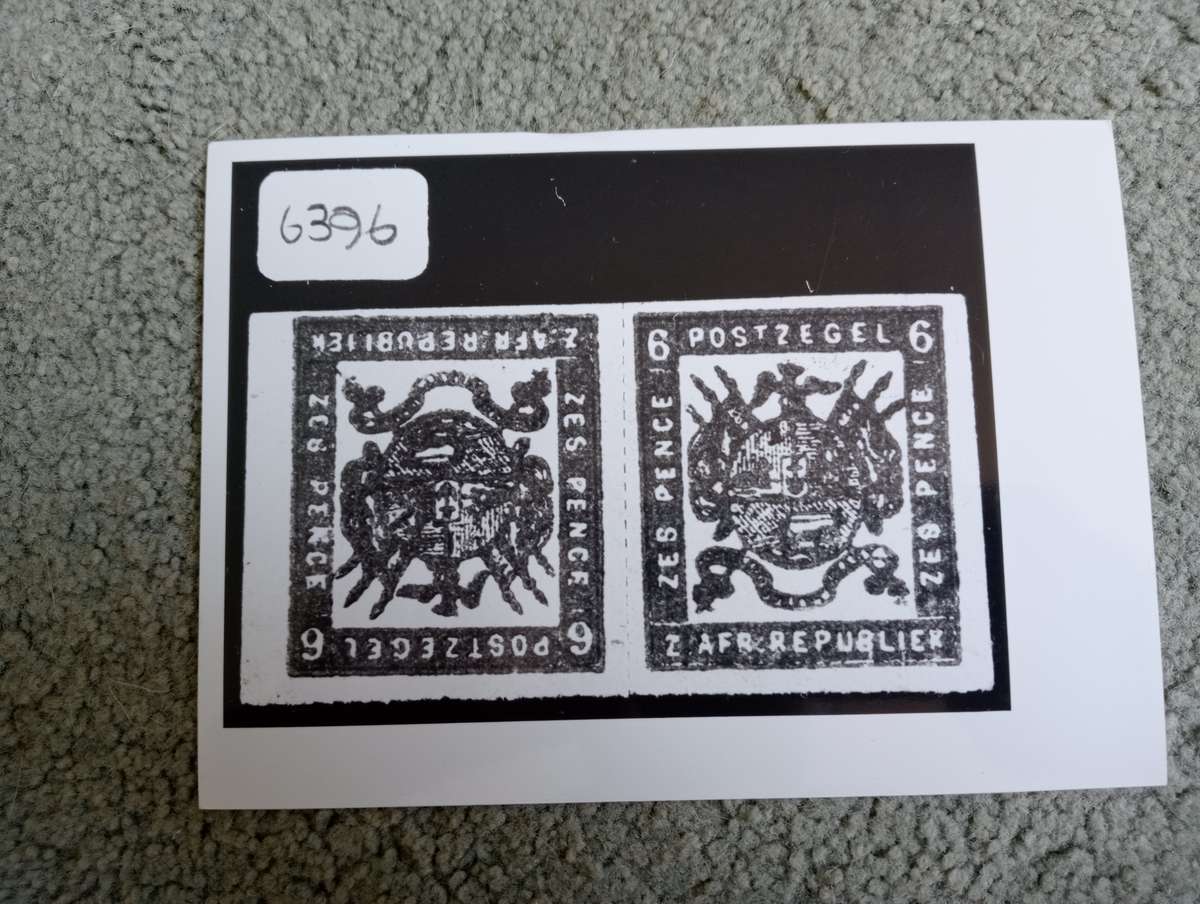 6396
Z. AFR. REPUBLIEK
ZES PENCE
ZES PENCE
6 POSTZEGEL 6
6 POSTZEGEL 6
ZES PENCE
ZES PENCE
Z. AFR. REPUBLIEK